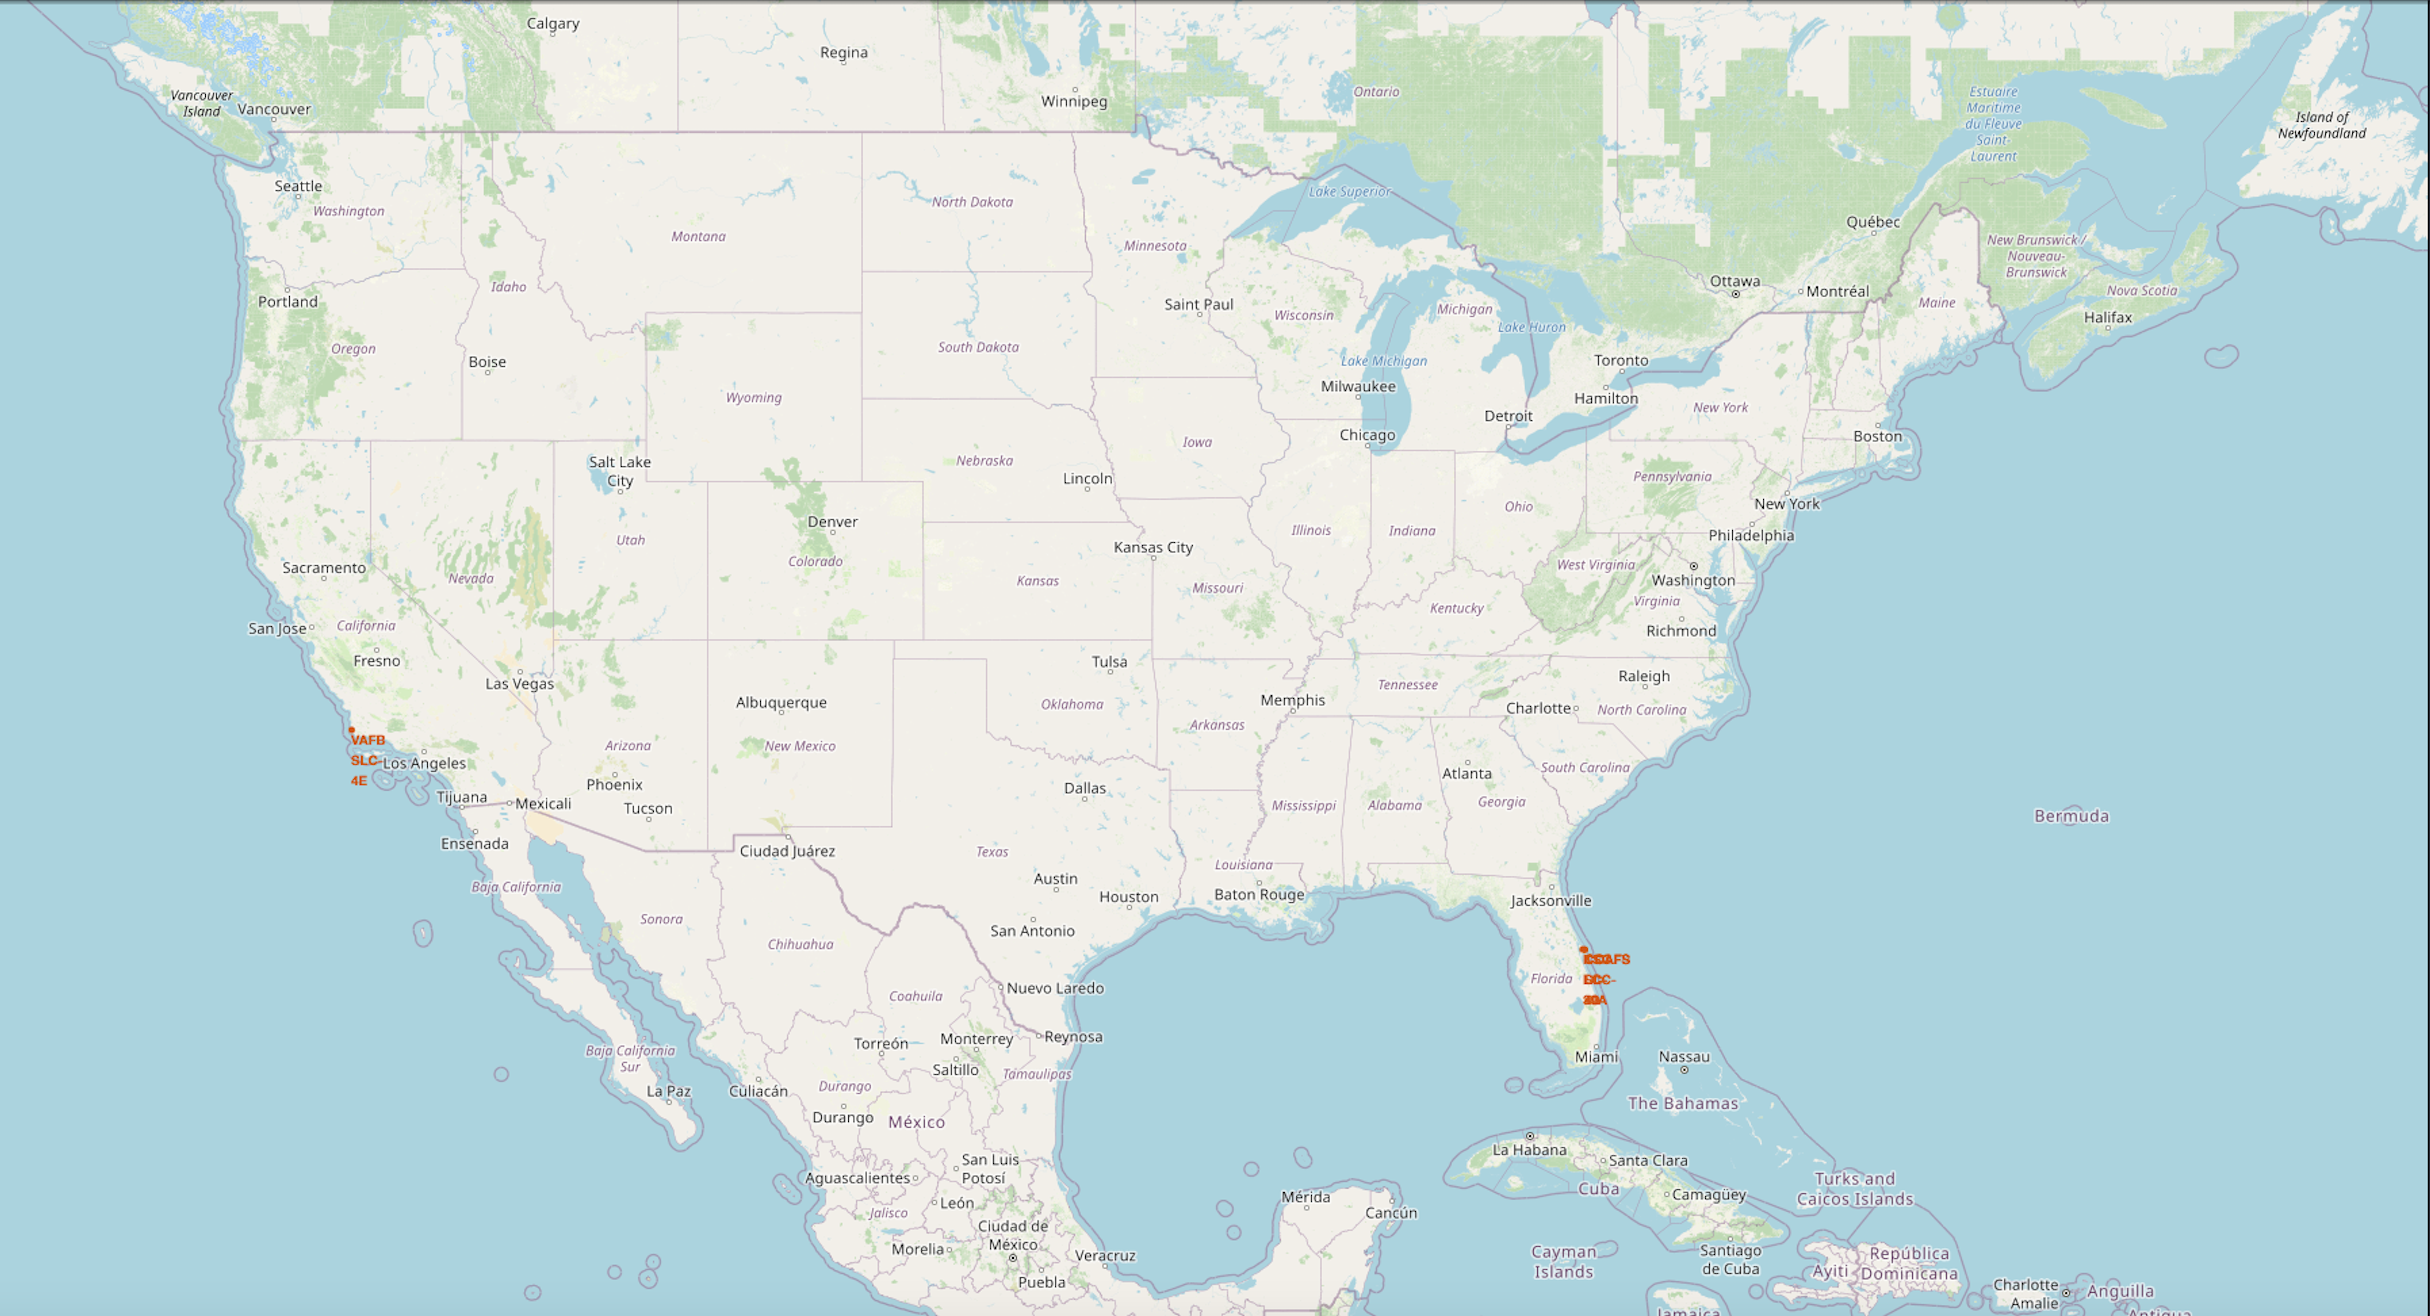 Calgary
Regina
Winnipeg
Ontario
Vancouver
Island
Vancouver
Estuaire
Maritime
du Fleuve
Saint-
Laurent
Island of
Newfoundland
Seattle
Washington
Montana
North Dakota
Minnesota
Lake Superior
Québec
New Brunswick /
Nouveau-
Brunswick
Nova Scotia
Halifax
Maine
Ottawa
Montréal
Portland
Idaho
Oregon
Boise
Wyoming
South Dakota
Saint Paul
Wisconsin
Michigan
Lake Huron
Lake Michigan
Milwaukee
Toronto
Hamilton
Detroit
New York
Chicago
Boston
Salt Lake
City
Nebraska
Iowa
Lincoln
Pennsylvania
New York
Denver
Utah
Colorado
Kansas City
Illinois
Indiana
Ohio
Philadelphia
Sacramento
Nevada
Kansas
Missouri
West Virginia
Washington
Virginia
Kentucky
Richmond
San Jose
California
Fresno
Las Vegas
Albuquerque
Tulsa
Oklahoma
Memphis
Tennessee
Raleigh
Charlotte
North Carolina
Arkansas
VAFB
SLC-
4E
Los Angeles
Arizona
New Mexico
Phoenix
Tucson
Tijuana
Mexicali
Ensenada
Dallas
Atlanta
South Carolina
Mississippi
Alabama
Georgia
Bermuda
Ciudad Juárez
Texas
Louisiana
Austin
Houston
Baton Rouge
Jacksonville
Baja California
Sonora
Chihuahua
San Antonio
Florida
Coahuila
Nuevo Laredo
Reynosa
Monterrey
Torreón
Saltillo
Tamaulipas
Baja California
Sur
La Paz
Culiacán
Durango
Durango
México
Miami
Nassau
The Bahamas
La Habana
Santa Clara
Cuba
Camagüey
Turks and
Caicos Islands
San Luis
Potosí
Aguascalientes
León
Jalisco
Ciudad de
México
Morelia
Veracruz
Puebla
Mérida
Cancún
Cayman
Islands
Santiago
de Cuba
Ayiti
República
Dominicana
Charlotte
Amalie
Anguilla